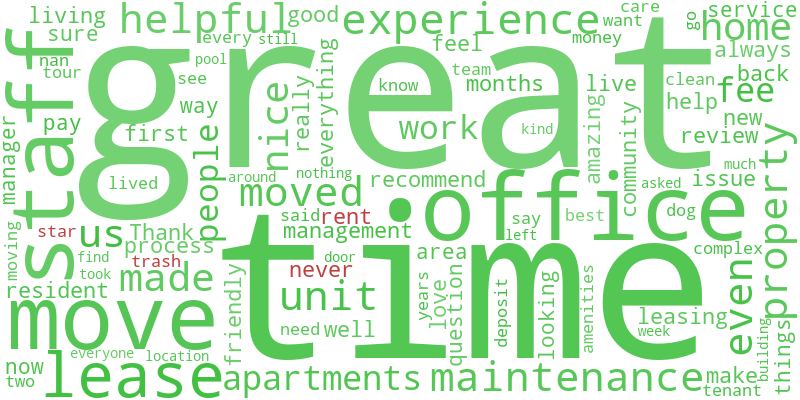 living
helpful
good
experience
care
want
go
service
home
sure
every
still
feel
money
always
nan
tour
pool
see
everything
team
back
staff
great
nice
really
know
months
live
clean
fee
manager
pay
way
first
people
work
kind
amazing
community
help
new
review
property
lived
around
nothing
recommend
much
issue
asked
moved
office
dog
star
us
Thank
process
said
rent
management
say
left
best
area
complex
moving
find
took
trash
made
never
door
time
even
resident
friendly
unit
years
love
question
deposit
looking
amenities
leasing
week
building
things
move
need
well
now
two
everyone
location
lease
apartments
maintenance
make
tenant